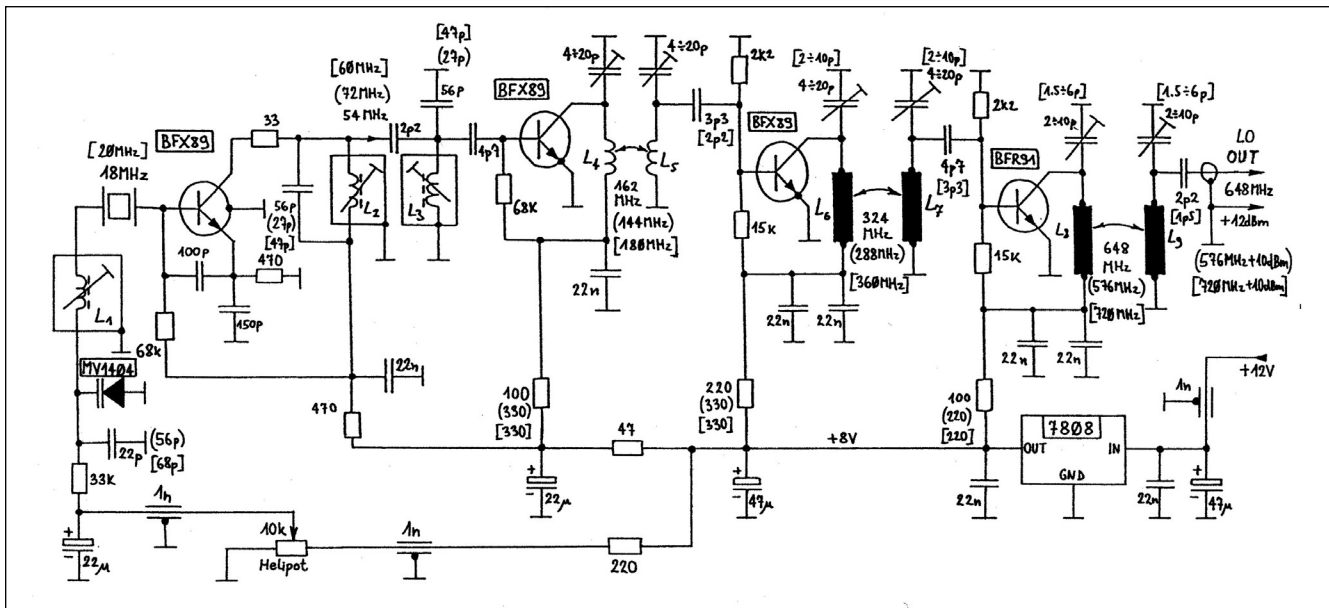 [20MHz]
18MHz
BFX89
33
[60MHz]
(72MHz)
54MHz
2p2
[47p]
(27p)
56p
4p7
BFX89
4÷20p
4÷20p
3p3
[2p2]
2k2
BFX89
[2÷10p]
4÷20p
[2÷10p]
4÷20p
4p7
[3p3]
2k2
BFR91
[1.5÷6p]
2÷10p
[1.5÷6p]
2÷10p
2p2
[1p5]
LO
OUT
648MHz
+12dBm
(576MHz+10dBm)
[720MHz+10dBm]
L1
100p
470
150p
68k
56p
(27p)
[47p]
L2
L3
68k
L4
L5
162
MHz
(144MHz)
[180MHz]
22n
15k
L6
L7
324
MHz
(288MHz)
[360MHz]
22n
22n
15k
L8
L9
648
MHz
(576MHz)
[720MHz]
22n
22n
MV1404
22p
(56p)
[68p]
33k
22n
470
100
(330)
[330]
47
220
(330)
[330]
+8V
100
(220)
[220]
7808
OUT
IN
GND
1n
+12V
+
-
22µ
1n
10k
Helipot
1n
220
+
-
22µ
+
-
47µ
22n
22n
+
-
47µ